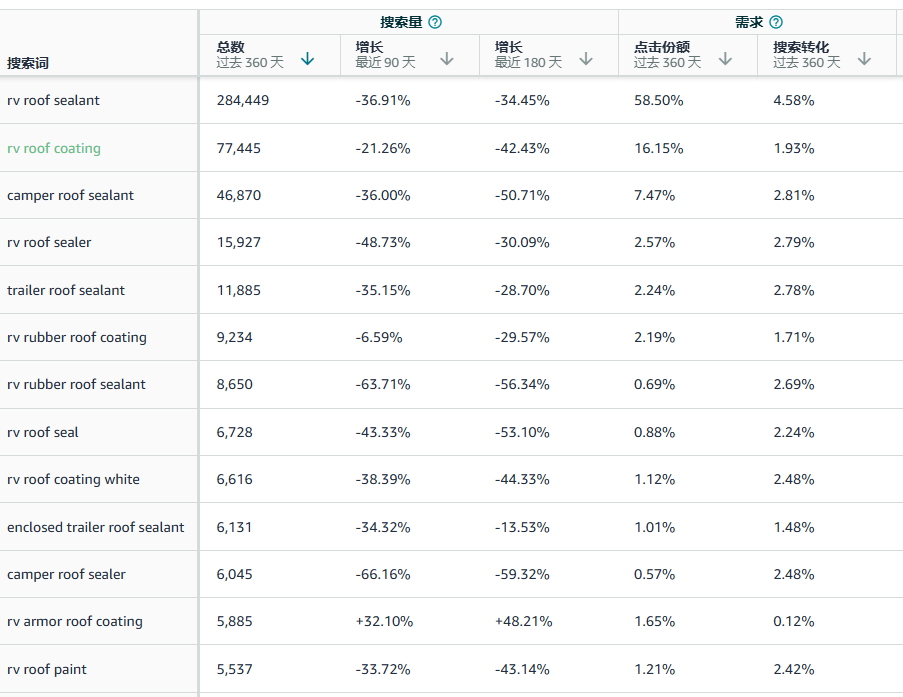 搜索量 需求
搜索词 总数 增长 增长 点击份额 搜索转化
过去 360 天 最近 90 天 最近 180 天 过去 360 天 过去 360 天
rv roof sealant 284,449 -36.91% -34.45% 58.50% 4.58%
rv roof coating 77,445 -21.26% -42.43% 16.15% 1.93%
camper roof sealant 46,870 -36.00% -50.71% 7.47% 2.81%
rv roof sealer 15,927 -48.73% -30.09% 2.57% 2.79%
trailer roof sealant 11,885 -35.15% -28.70% 2.24% 2.78%
rv rubber roof coating 9,234 -6.59% -29.57% 2.19% 1.71%
rv rubber roof sealant 8,650 -63.71% -56.34% 0.69% 2.69%
rv roof seal 6,728 -43.33% -53.10% 0.88% 2.24%
rv roof coating white 6,616 -38.39% -44.33% 1.12% 2.48%
enclosed trailer roof sealant 6,131 -34.32% -13.53% 1.01% 1.48%
camper roof sealer 6,045 -66.16% -59.32% 0.57% 2.48%
rv armor roof coating 5,885 +32.10% +48.21% 1.65% 0.12%
rv roof paint 5,537 -33.72% -43.14% 1.21% 2.42%